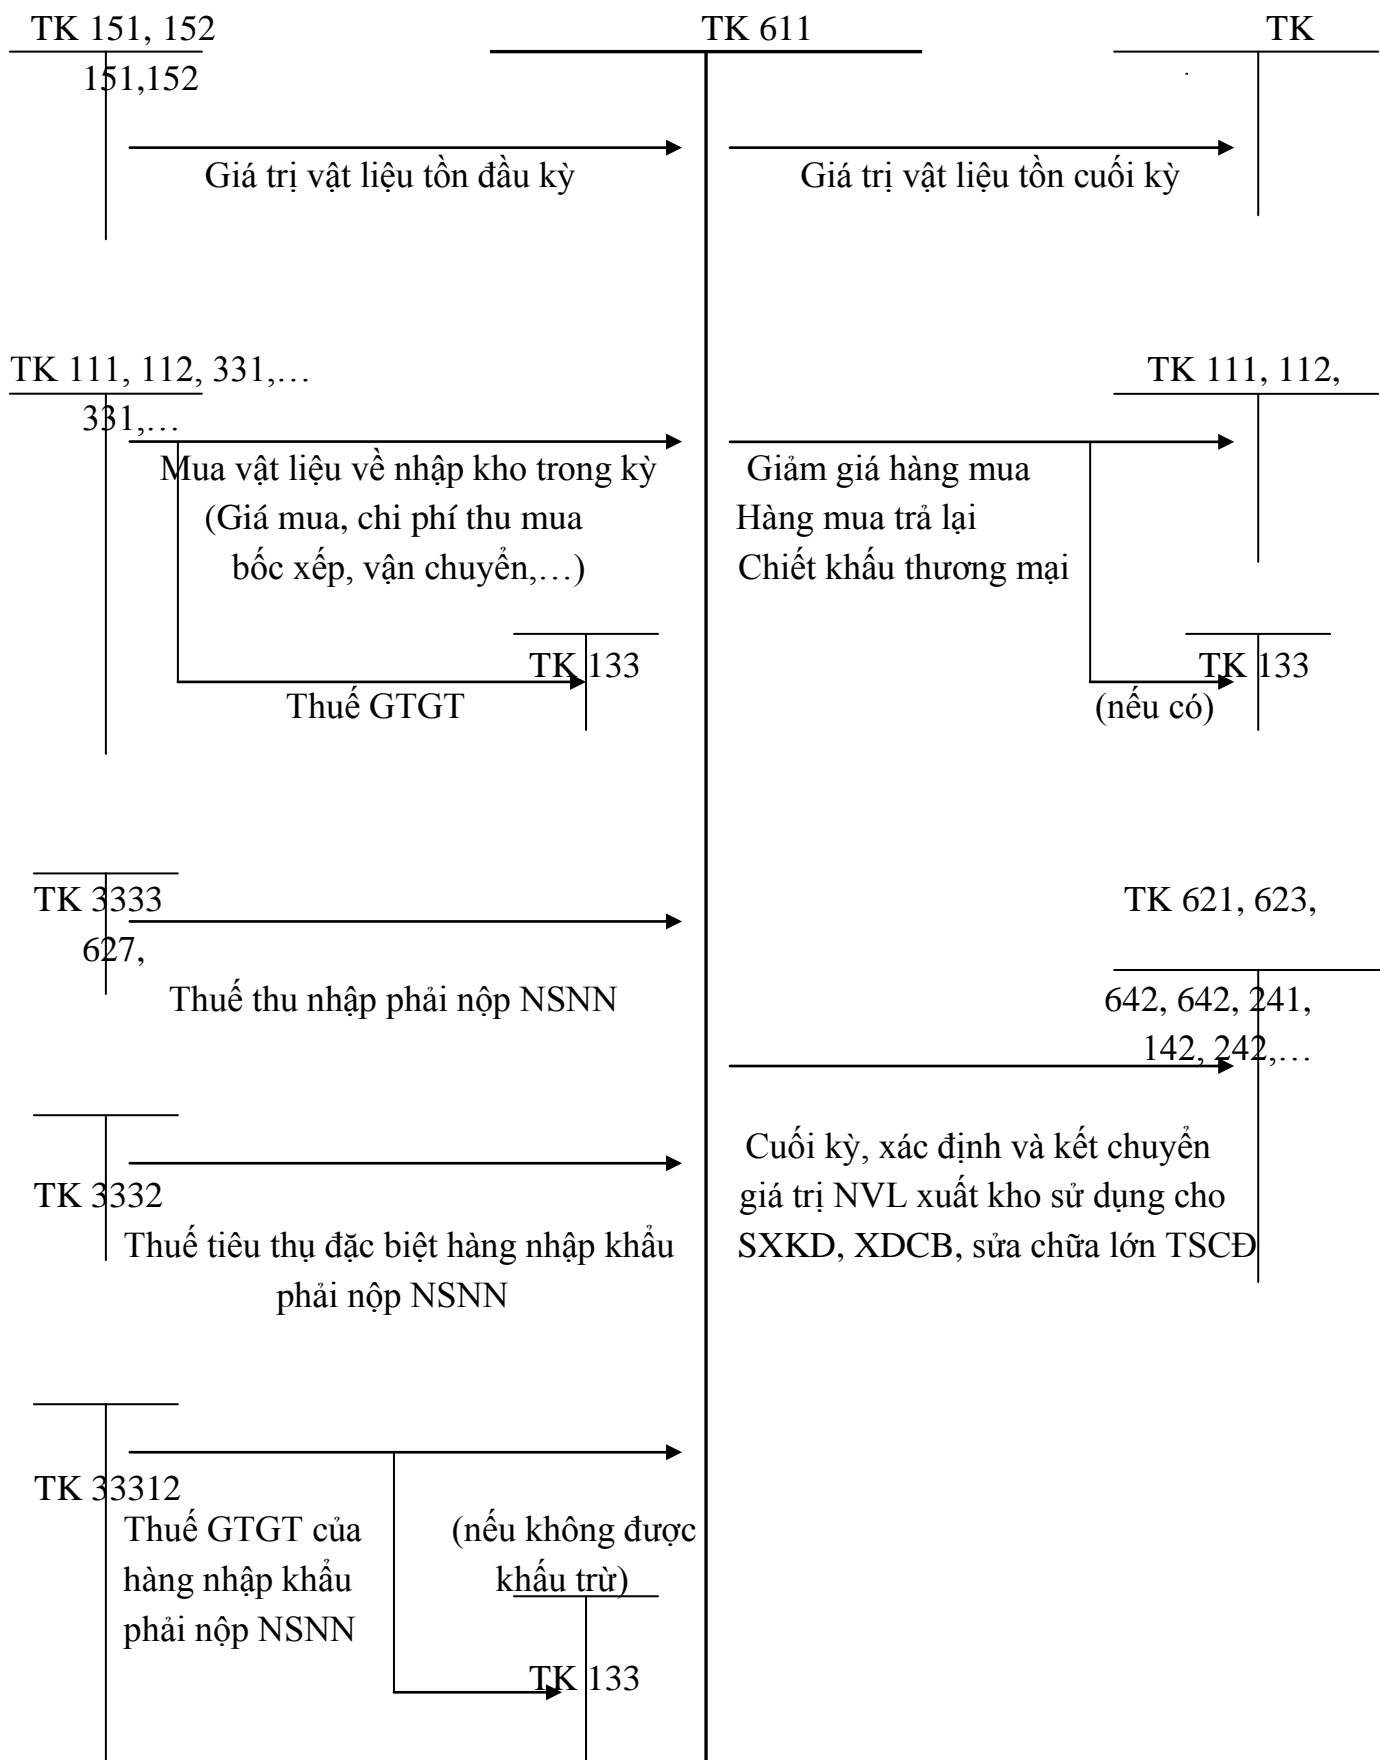 TK 151, 152
TK 611
TK
151,152
Giá trị vật liệu tồn đầu kỳ
Giá trị vật liệu tồn cuối kỳ
TK 111, 112, 331,…
TK 111, 112,
331,…
Mua vật liệu về nhập kho trong kỳ
Giảm giá hàng mua
(Giá mua, chi phí thu mua
Hàng mua trả lại
bốc xếp, vận chuyển,…)
Chiết khấu thương mại
TK 133
TK 133
Thuế GTGT
(nếu có)
TK 3333
TK 621, 623,
627,
Thuế thu nhập phải nộp NSNN
642, 642, 241,
142, 242,…
Cuối kỳ, xác định và kết chuyển
TK 3332
giá trị NVL xuất kho sử dụng cho
Thuế tiêu thụ đặc biệt hàng nhập khẩu
SXKD, XDCB, sửa chữa lớn TSCĐ
phải nộp NSNN
TK 33312
Thuế GTGT của
(nếu không được
hàng nhập khẩu
khấu trừ)
phải nộp NSNN
TK 133